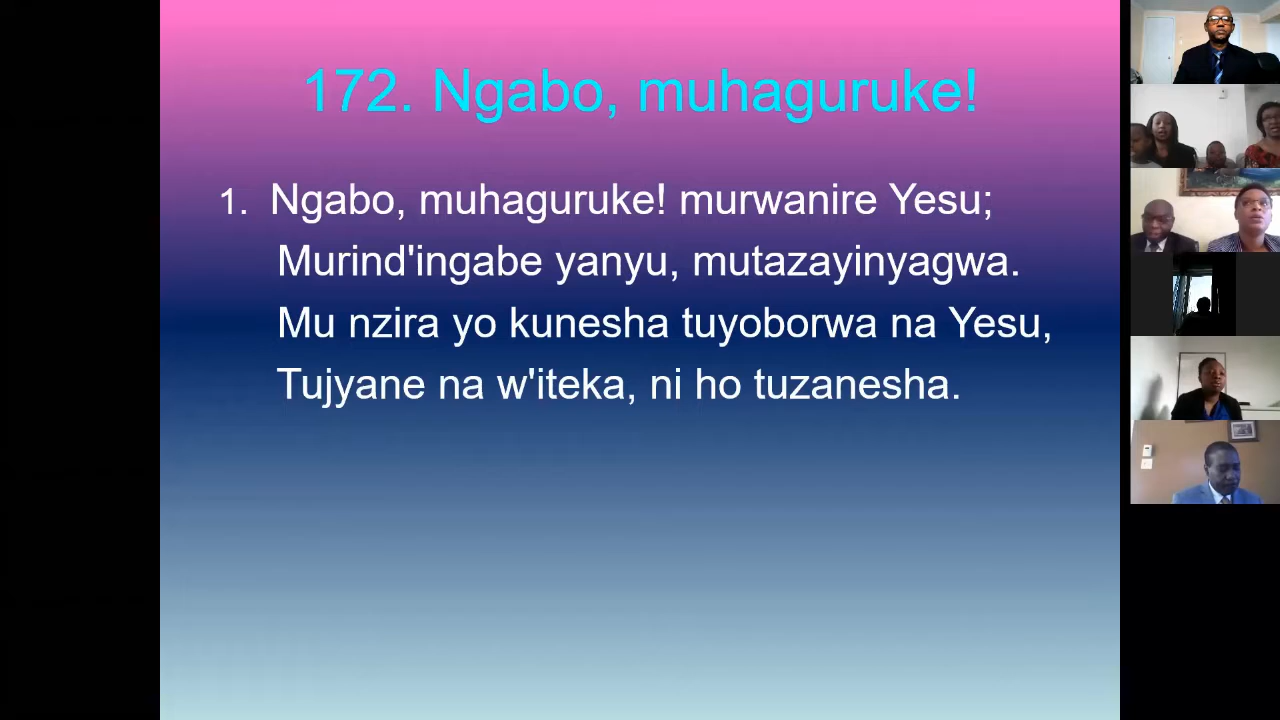 172. Ngabo, muhaguruke!
1. Ngabo, muhaguruke! murwanire Yesu;
Murind'ingabe yanyu, mutazayinyagwa.
Mu nzira yo kunesha tuyoborwa na Yesu,
Tujyane na w'iteka, ni ho tuzanesha.